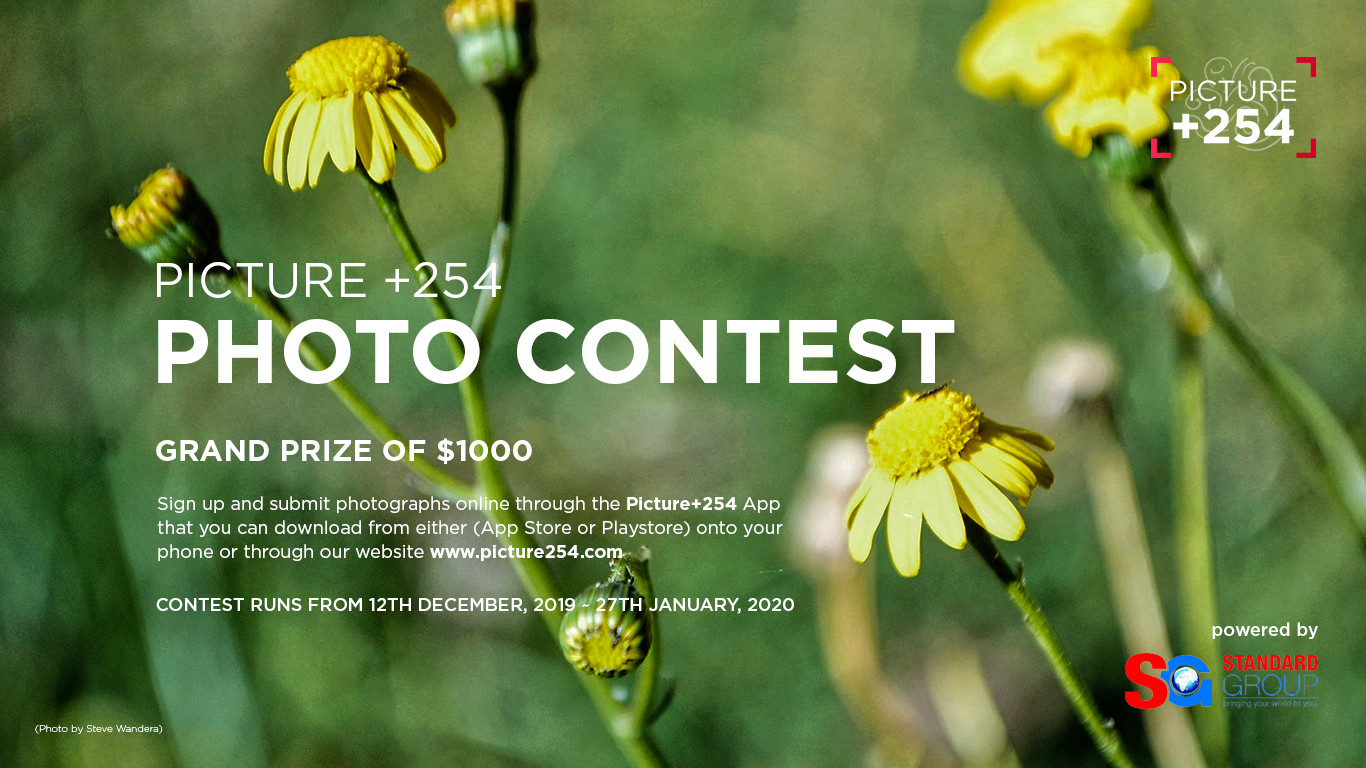 PICTURE
+254
PICTURE +254
PHOTO CONTEST
GRAND PRIZE OF $1000
Sign up and submit photographs online through the Picture+254 App
that you can download from either (App Store or Playstore) onto your
phone or through our website www.picture254.com
CONTEST RUNS FROM 12TH DECEMBER, 2019 - 27TH JANUARY, 2020
powered by
SG STANDARD
GROUP
bringing your world to you
(Photo by Steve Wandera)